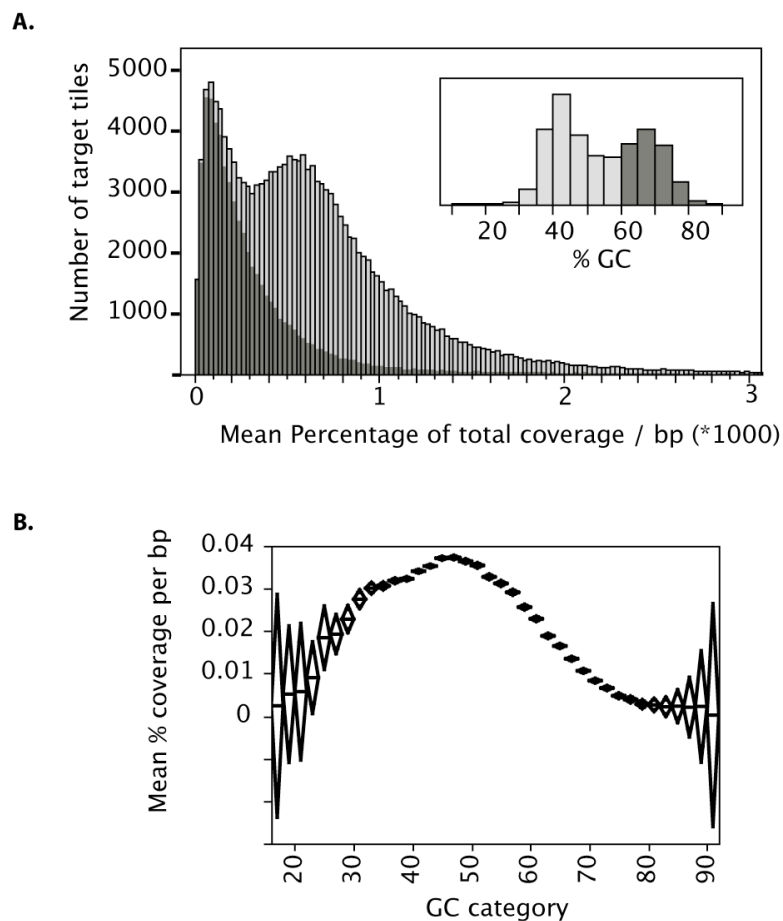 A.
5000
4000
3000
2000
1000
Number of target tiles
0 1 2 3
Mean Percentage of total coverage / bp (*1000)
20 40 60 80
% GC
B.
0.04
0.03
0.02
0.01
0
Mean % coverage per bp
20 30 40 50 60 70 80 90
GC category